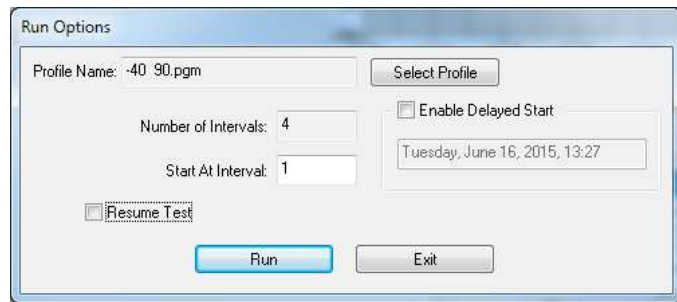 Run Options
Profile Name: -40 90.pgm Select Profile
Number of Intervals: 4
Enable Delayed Start
Tuesday, June 16, 2015, 13:27
Start At Interval: 1
Resume Test
Run Exit